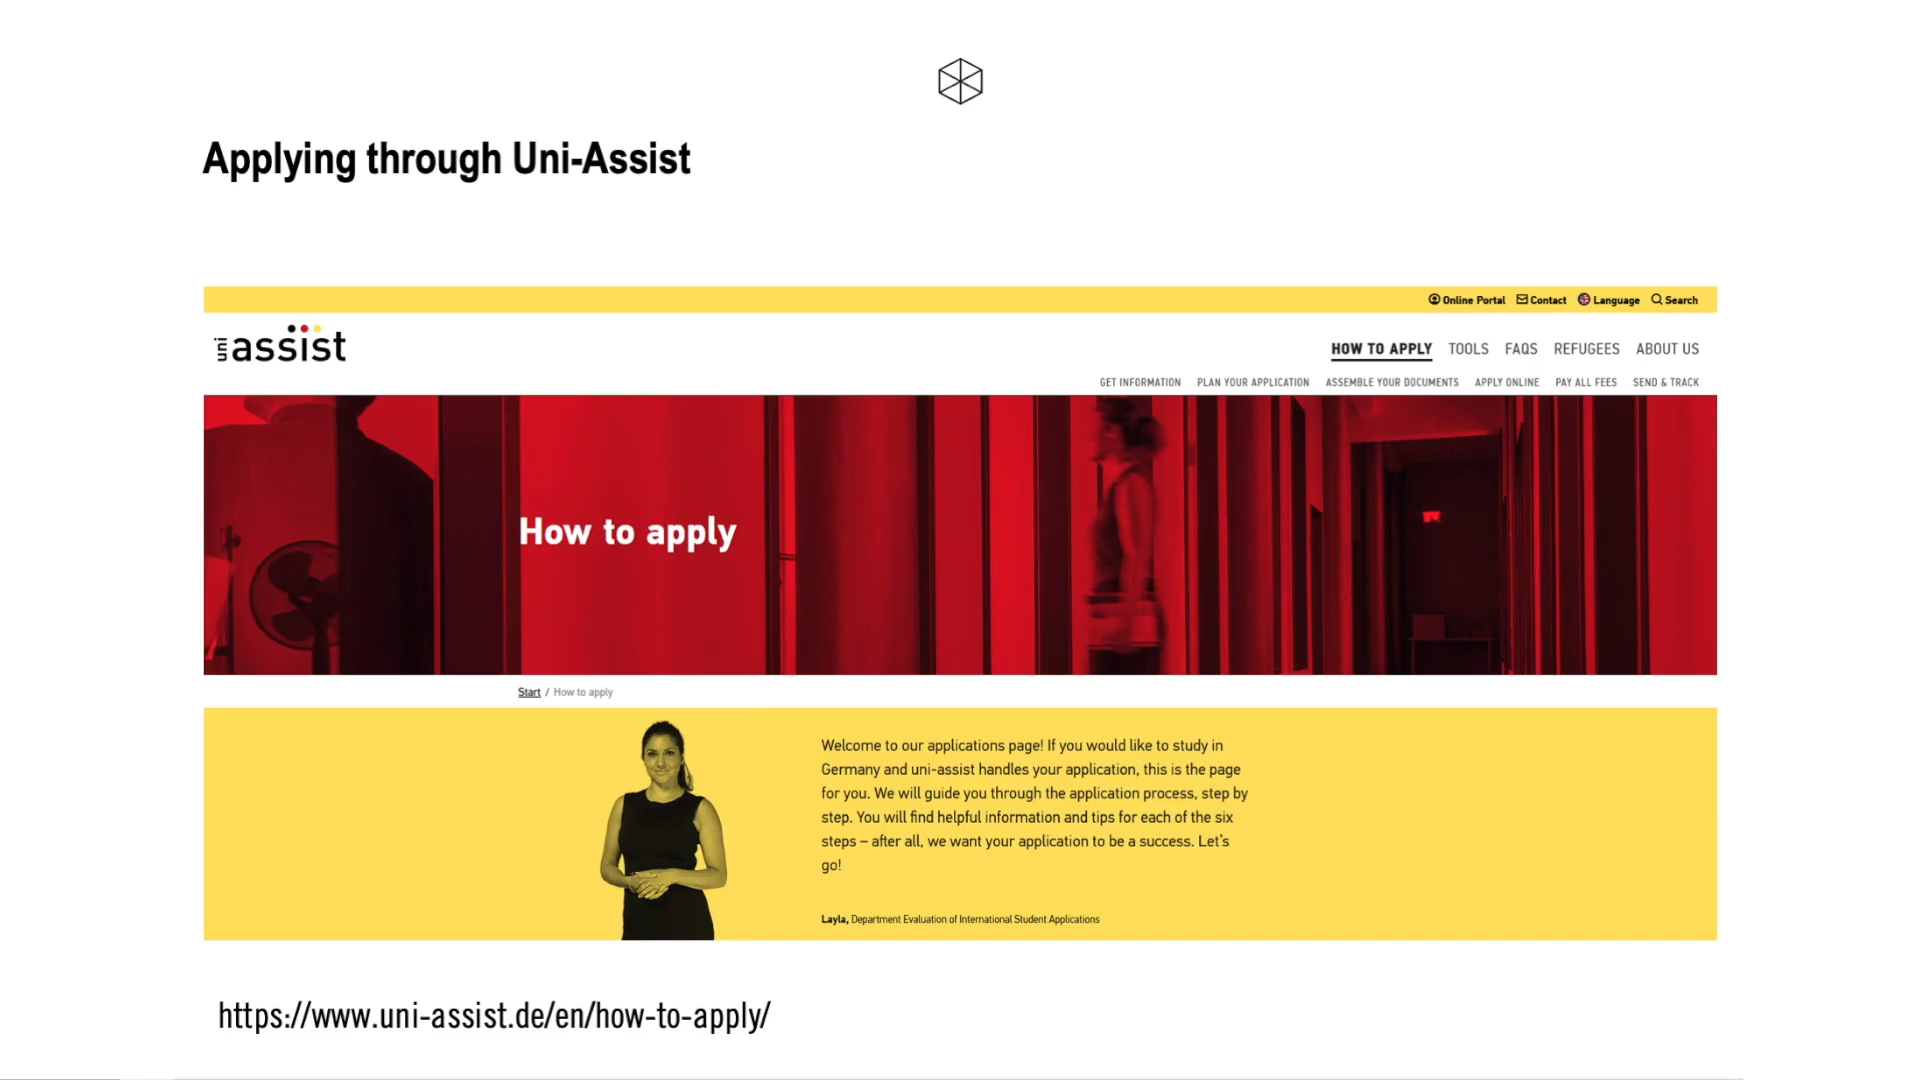 Applying through Uni-Assist
Online Portal Contact Language Search
uni assist
HOW TO APPLY TOOLS FAQS REFUGEES ABOUT US
GET INFORMATION PLAN YOUR APPLICATION ASSEMBLE YOUR DOCUMENTS APPLY ONLINE PAY ALL FEES SEND & TRACK
How to apply
Start / How to apply
Welcome to our applications page! If you would like to study in
Germany and uni-assist handles your application, this is the page
for you. We will guide you through the application process, step by
step. You will find helpful information and tips for each of the six
steps – after all, we want your application to be a success. Let's
go!
Layla, Department Evaluation of International Student Applications
https://www.uni-assist.de/en/how-to-apply/